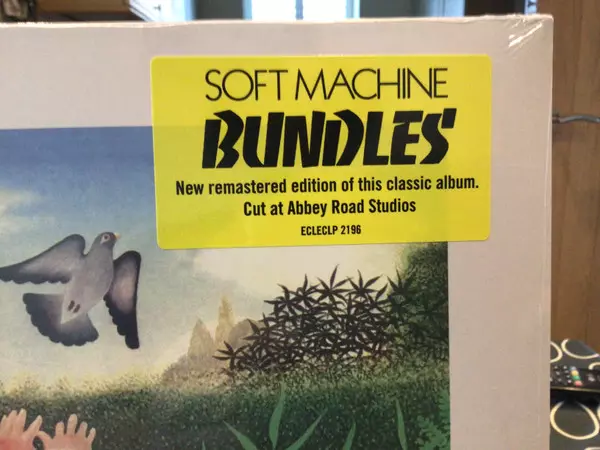 SOFT MACHINE
BUNDLES
New remastered edition of this classic album.
Cut at Abbey Road Studios
ECLECLP 2196